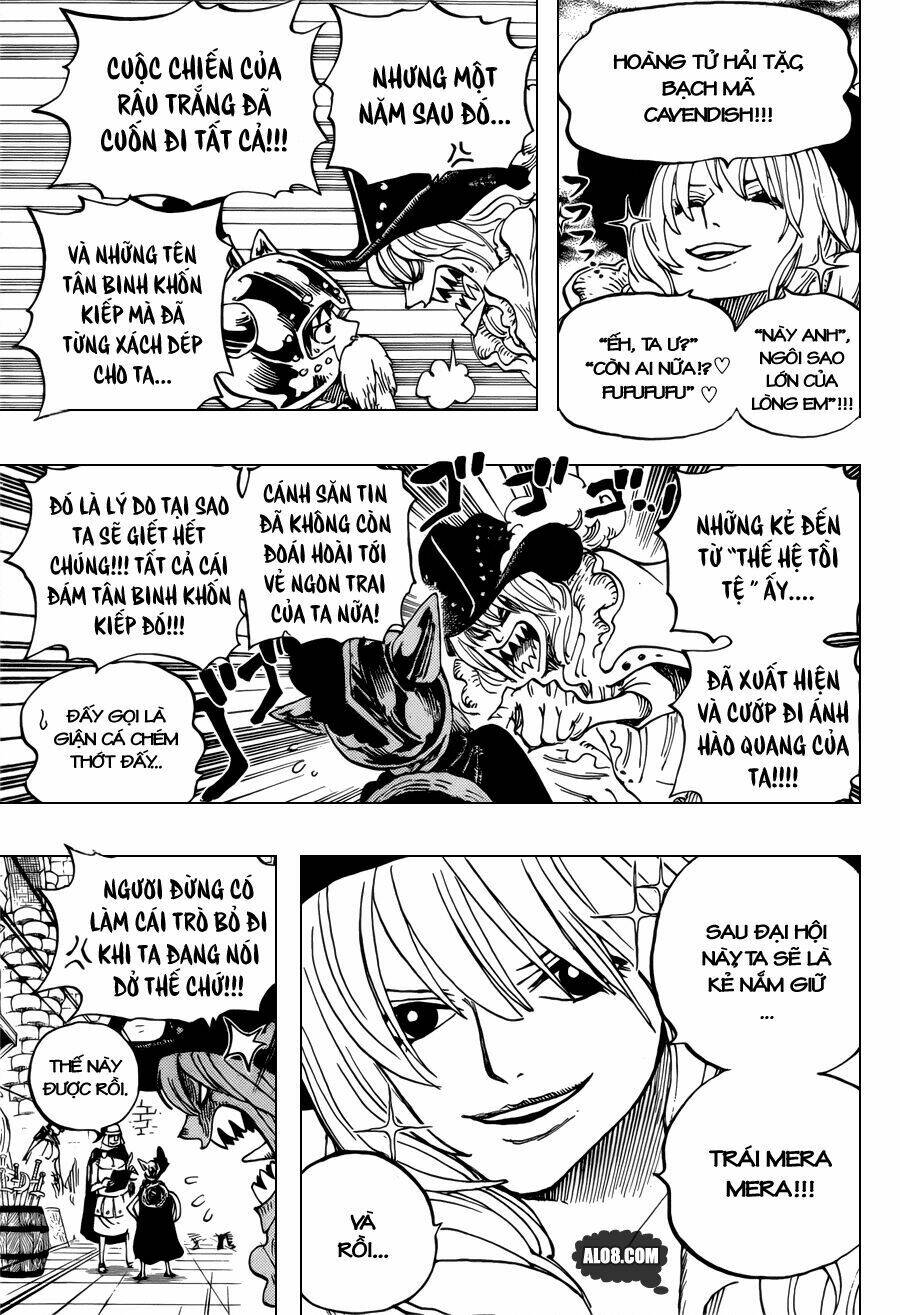 HOÀNG TỬ HẢI TẶC,
BẠCH MÃ
CAVENDISH!!!
"NÀY ANH",
NGÔI SAO
LỚN CỦA
LÒNG EM"!!!
"ẾH, TA Ư?"
"CÒN AI NỮA!?♡
FUFUFUFU" ♡
NHƯNG MỘT
NĂM SAU ĐÓ...
CUỘC CHIẾN CỦA
RÂU TRẮNG ĐÃ
CUỐN ĐI TẤT CẢ!!!
VÀ NHỮNG TÊN
TÂN BINH KHỐN
KIẾP MÀ ĐÃ
TỪNG XÁCH DÉP
CHO TA...
NHỮNG KẺ ĐẾN
TỪ "THẾ HỆ TỒI
TỆ" ẤY....
ĐÃ XUẤT HIỆN
VÀ CƯỚP ĐI ÁNH
HÀO QUANG CỦA
TA!!!!
ゴゴゴ...
CÁNH SĂN TIN
ĐÃ KHÔNG CÒN
ĐOÁI HOÀI TỚI
VẺ NGON TRAI
CỦA TA NỮA!
ĐÓ LÀ LÝ DO TẠI SAO
TA SẼ GIẾT HẾT
CHÚNG!!! TẤT CẢ CÁI
ĐÁM TÂN BINH KHỐN
KIẾP ĐÓ!!!
ĐẤY GỌI LÀ
GIẬN CÁ CHÉM
THỚT ĐẤY...
SAU ĐẠI HỘI
NÀY TA SẼ LÀ
KẺ NẮM GIỮ
...
TRÁI MERA
MERA!!!
VÀ
RỒI...
ALO8.COM
NGƯƠI ĐỪNG CÓ
LÀM CÁI TRÒ BỎ ĐI
KHI TA ĐANG NÓI
DỞ THẾ CHỨ!!!
THẾ NÀY
ĐƯỢC RỒI.